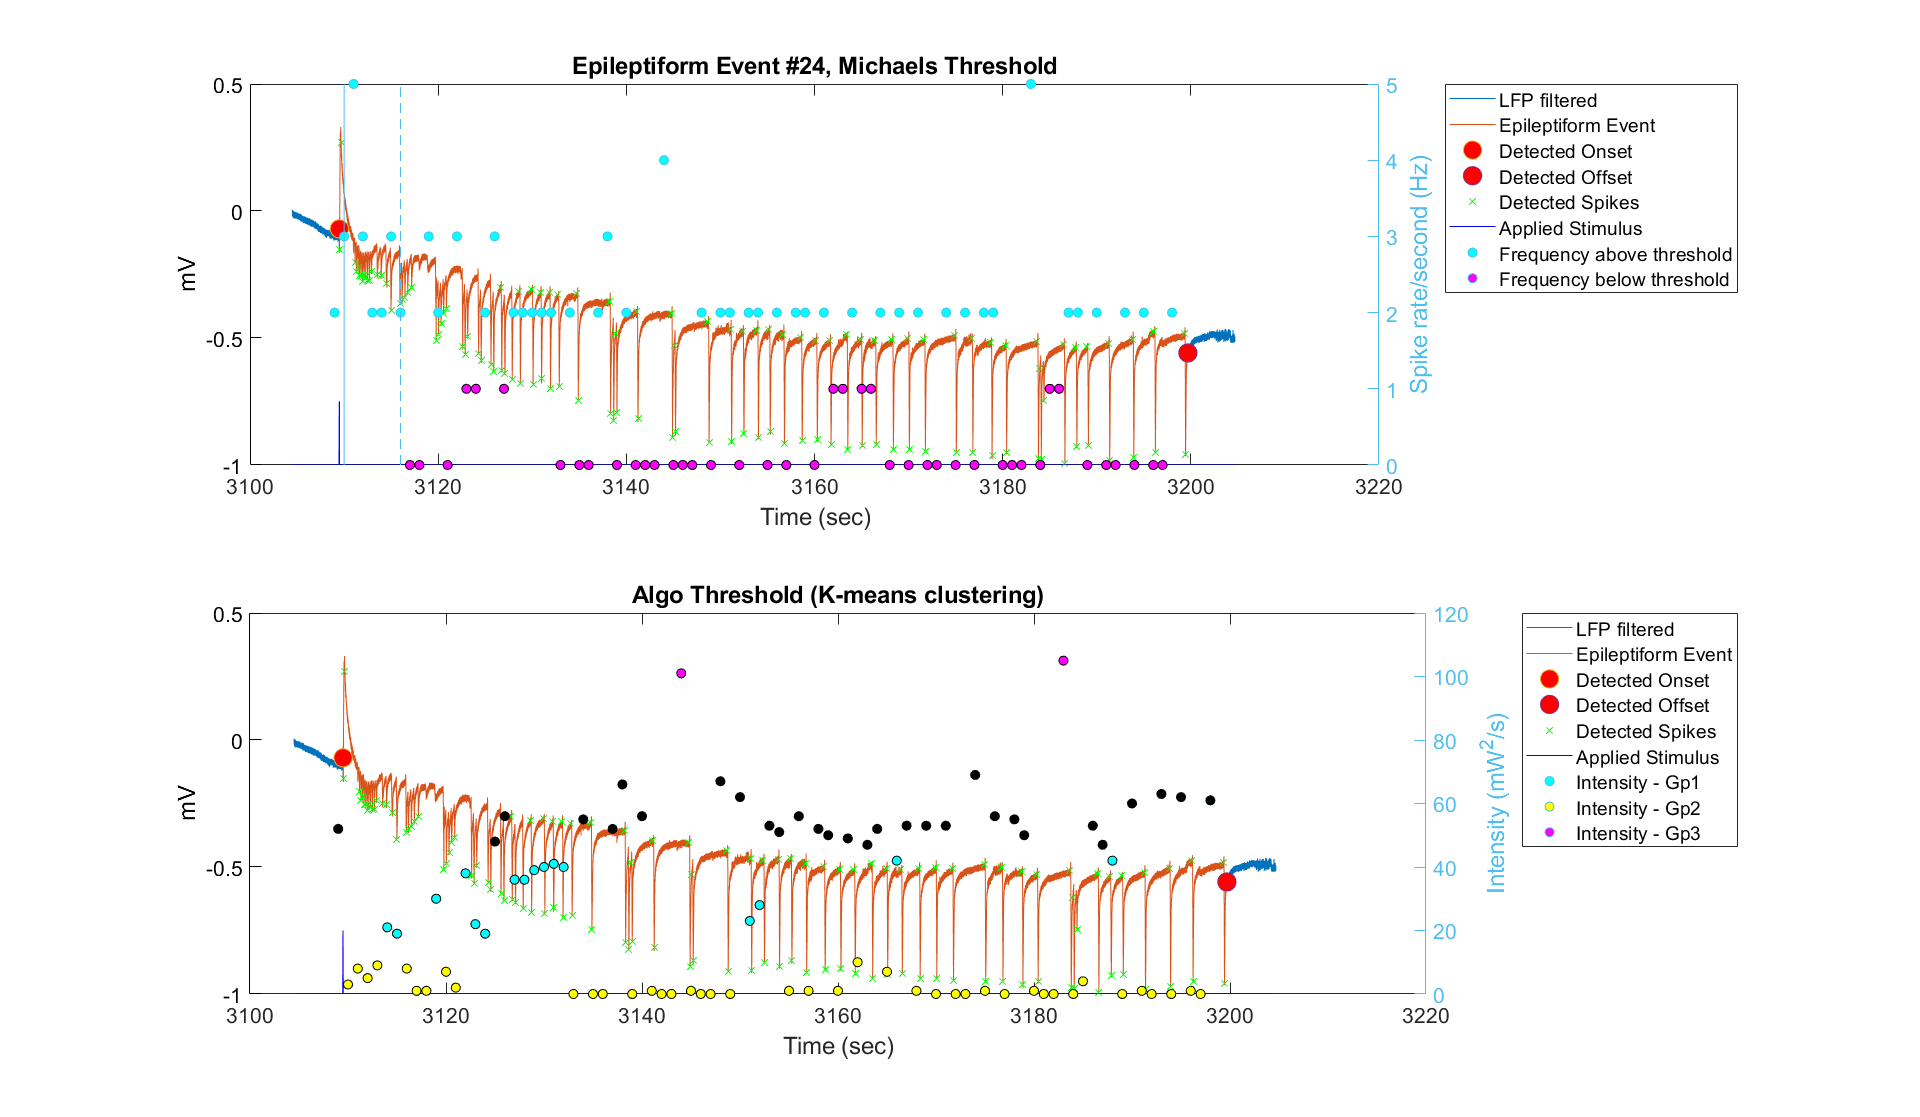 Epileptiform Event #24, Michaels Threshold
0.5
0
-0.5
-1
mV
3100
3120
3140
3160
3180
3200
3220
Time (sec)
5
4
3
2
1
0
Spike rate/second (Hz)
LFP filtered
Epileptiform Event
Detected Onset
Detected Offset
Detected Spikes
Applied Stimulus
Frequency above threshold
Frequency below threshold
Algo Threshold (K-means clustering)
0.5
0
-0.5
-1
mV
3100
3120
3140
3160
3180
3200
3220
Time (sec)
120
100
80
60
40
20
0
Intensity (mW²/s)
LFP filtered
Epileptiform Event
Detected Onset
Detected Offset
Detected Spikes
Applied Stimulus
Intensity - Gp1
Intensity - Gp2
Intensity - Gp3